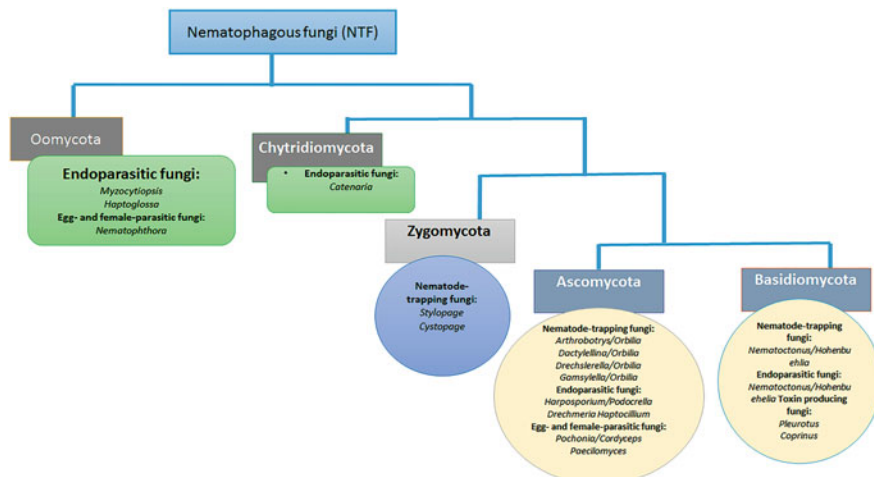 Nematophagous fungi (NTF)
Oomycota
Endoparasitic fungi:
Myzocytiopsis
Haptoglossa
Egg- and female-parasitic fungi:
Nematophthora
Chytridiomycota
• Endoparasitic fungi:
Catenaria
Zygomycota
Nematode-
trapping fungi:
Stylopage
Cystopage
Ascomycota
Nematode-trapping fungi:
Arthrobotrys/Orbilia
Dactylellina/Orbilia
Drechslerella/Orbilia
Gamsylella/Orbilia
Endoparasitic fungi:
Harposporium/Podocrella
Drechmeria Haptocillium
Egg- and female-parasitic fungi:
Pochonia/Cordyceps
Paecilomyces
Basidiomycota
Nematode-trapping
fungi:
Nematoctonus/Hohenbu
ehlia
Endoparasitic fungi:
Nematoctonus/Hohenbu
ehelia Toxin producing
fungi:
Pleurotus
Coprinus